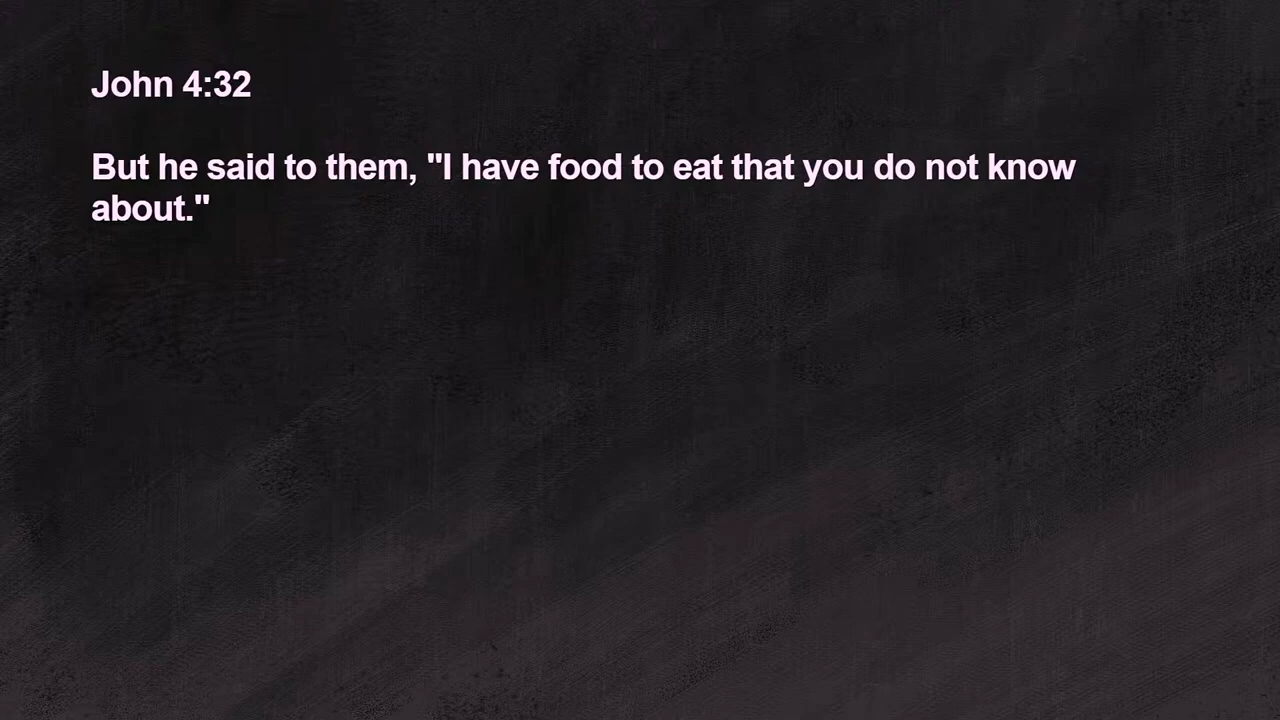 John 4:32
But he said to them, "I have food to eat that you do not know
about."